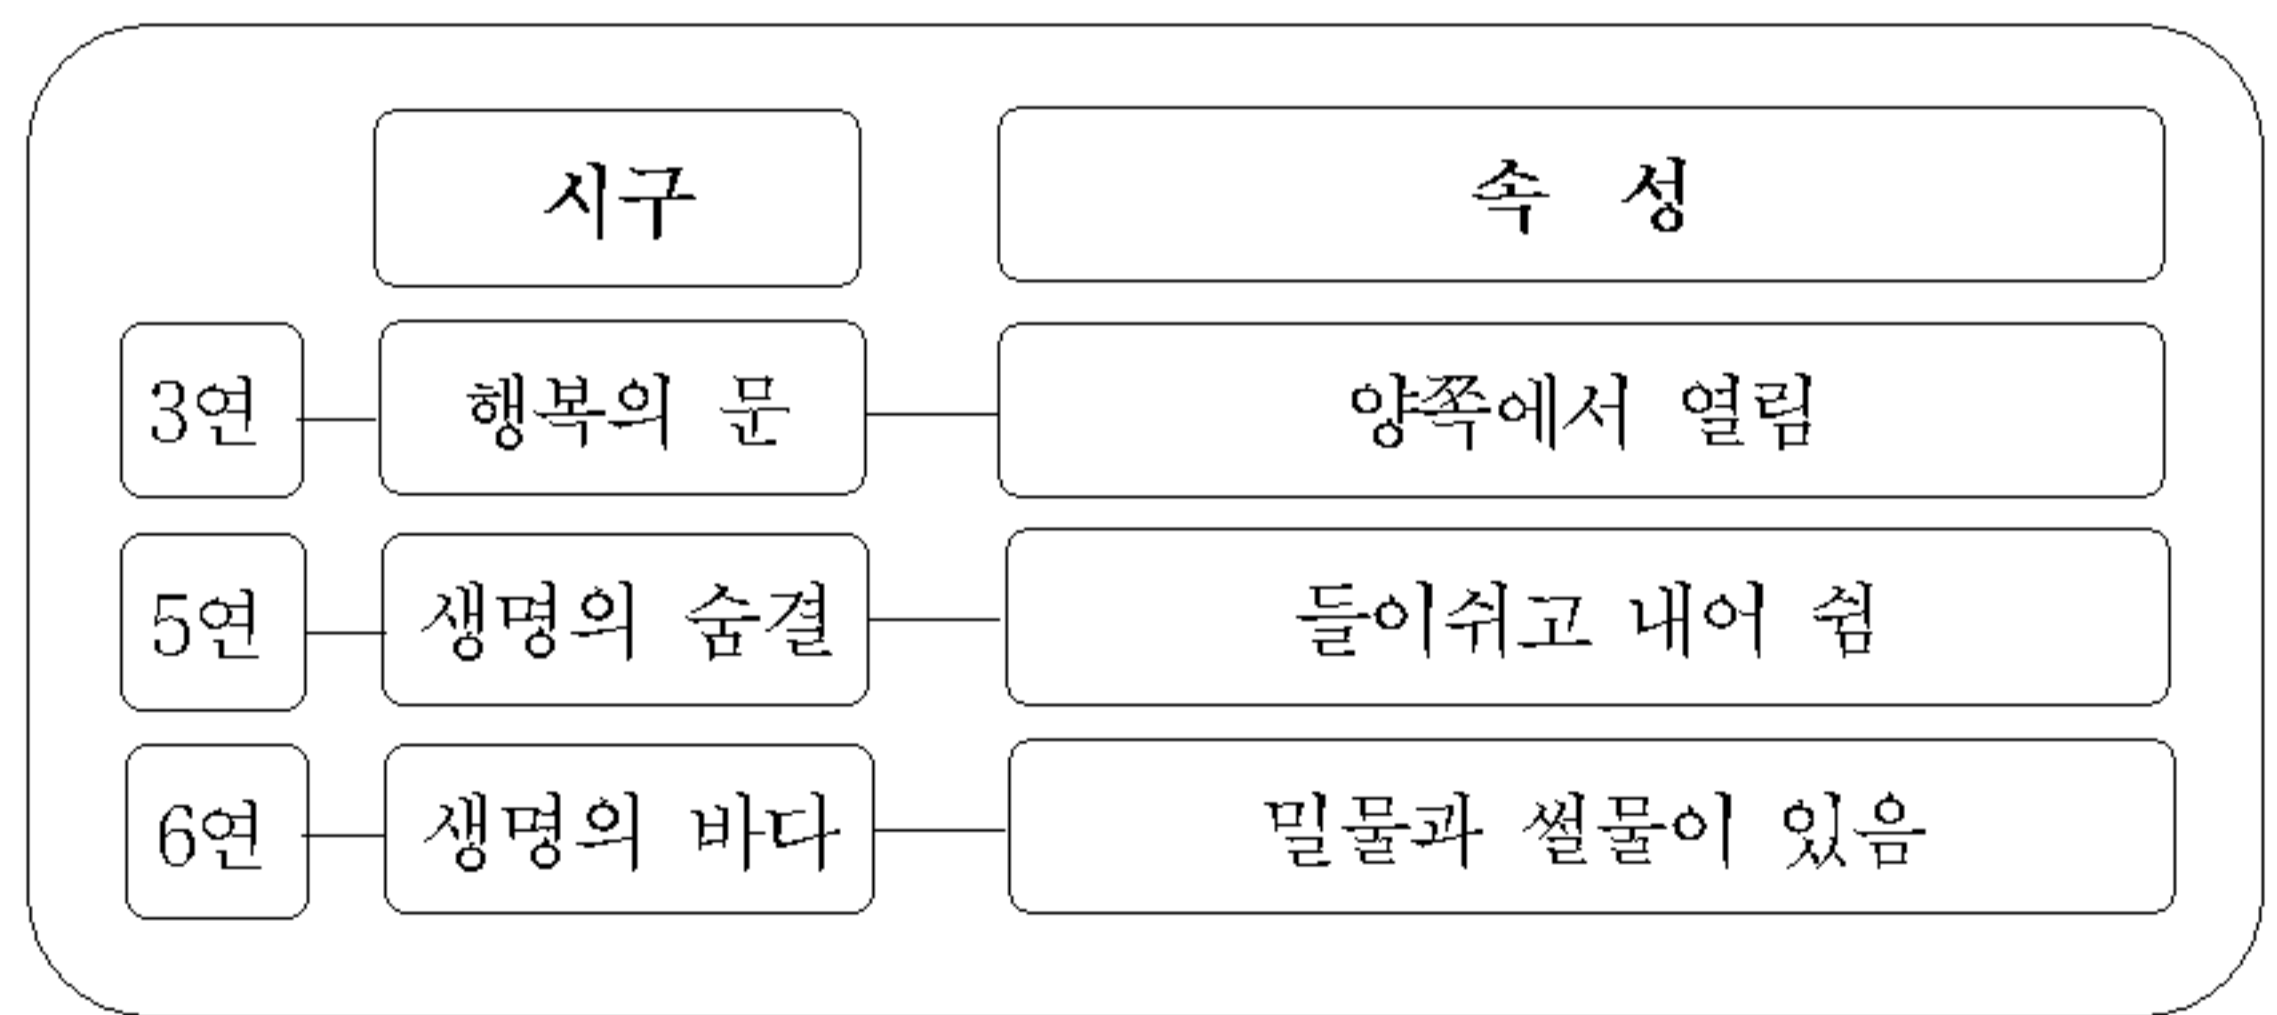 시구 속 성
3연 행복의 문 양쪽에서 열림
5연 생명의 숨결 들이쉬고 내어 쉼
6연 생명의 바다 밀물과 썰물이 있음